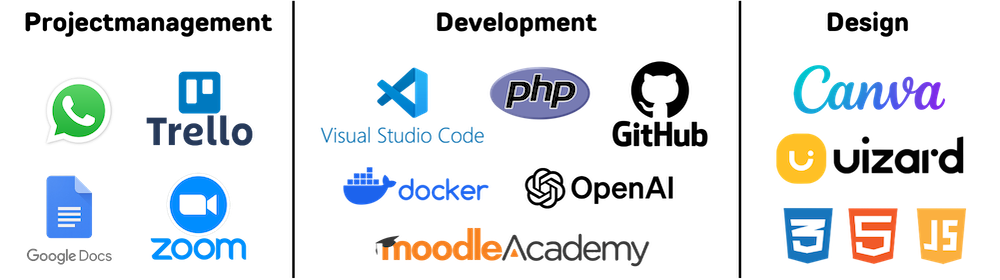 Projectmanagement
Trello
Google Docs
zoom
Development
Visual Studio Code
php
GitHub
docker
OpenAI
moodleAcademy
Design
Canva
uizard
3
5
JS